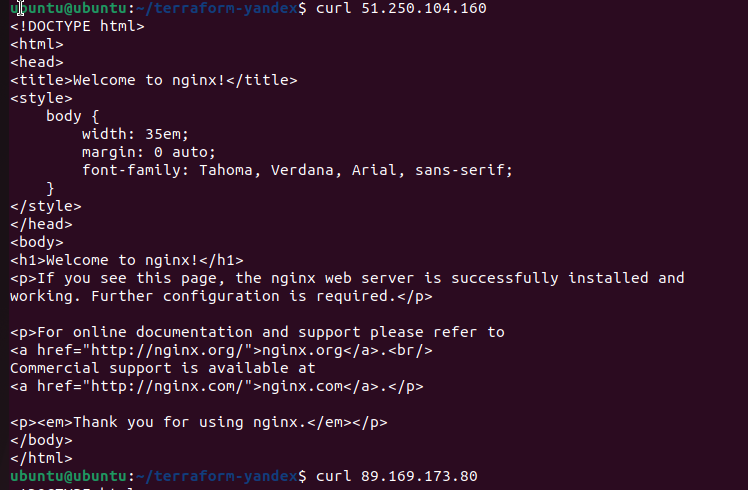 ubuntu@ubuntu:~/terraform-yandex$ curl 51.250.104.160
<!DOCTYPE html>
<html>
<head>
<title>Welcome to nginx!</title>
<style>
    body {
        width: 35em;
        margin: 0 auto;
        font-family: Tahoma, Verdana, Arial, sans-serif;
    }
</style>
</head>
<body>
<h1>Welcome to nginx!</h1>
<p>If you see this page, the nginx web server is successfully installed and
working. Further configuration is required.</p>

<p>For online documentation and support please refer to
<a href="http://nginx.org/">nginx.org</a>.<br/>
Commercial support is available at
<a href="http://nginx.com/">nginx.com</a>.</p>

<p><em>Thank you for using nginx.</em></p>
</body>
</html>
ubuntu@ubuntu:~/terraform-yandex$ curl 89.169.173.80